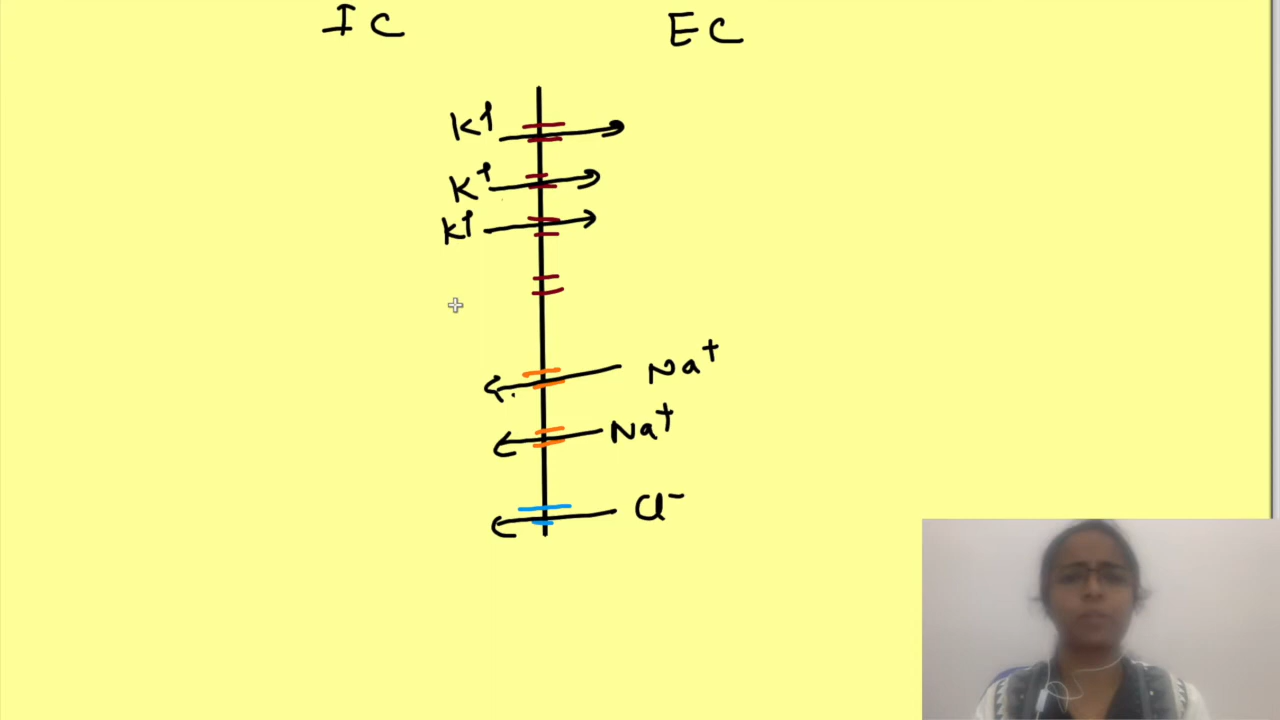 IC EC
K+
K+
K+
Na+
Na+
Cl-